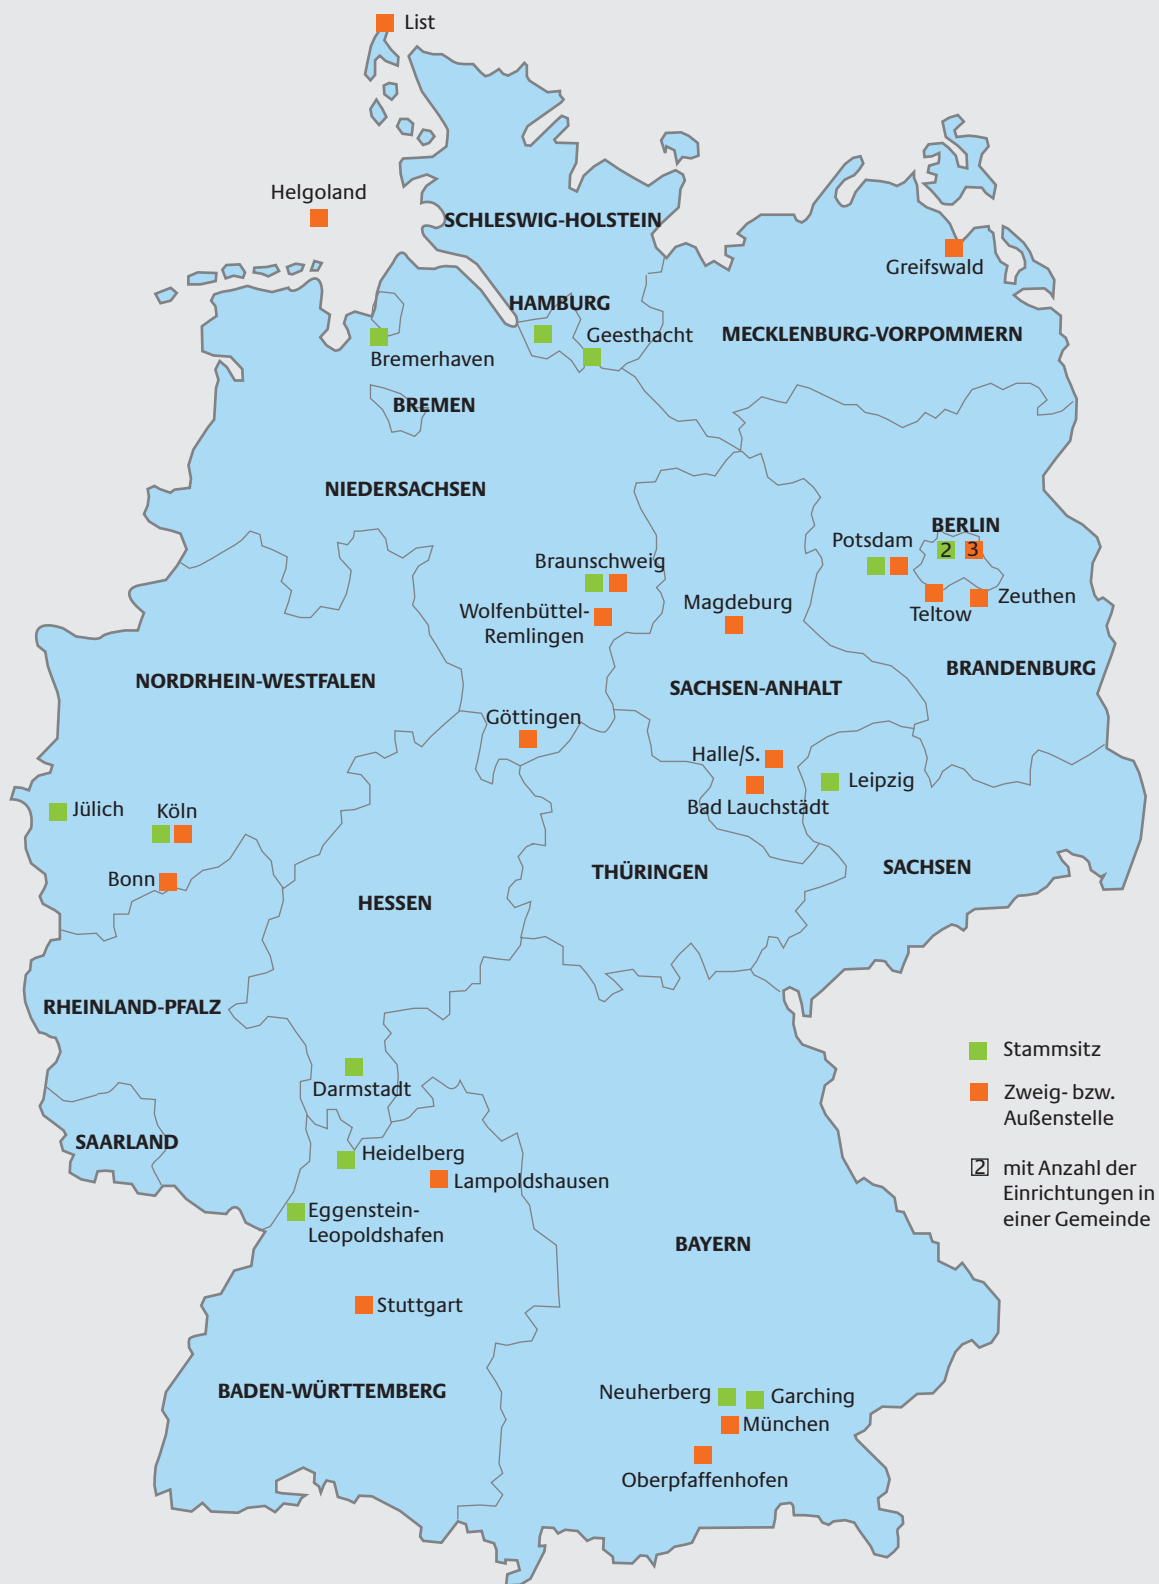 List
Helgoland
SCHLESWIG-HOLSTEIN
Greifswald
HAMBURG
Geesthacht
MECKLENBURG-VORPOMMERN
Bremerhaven
BREMEN
NIEDERSACHSEN
BERLIN
2 3
Potsdam
Braunschweig
Zeuthen
Teltow
Magdeburg
Wolfenbüttel-
Remlingen
BRANDENBURG
NORDRHEIN-WESTFALEN
SACHSEN-ANHALT
Göttingen
Halle/S.
Leipzig
Bad Lauchstädt
Jülich
Köln
Bonn
THÜRINGEN
SACHSEN
HESSEN
RHEINLAND-PFALZ
Darmstadt
SAARLAND
Heidelberg
Lampoldshausen
Eggenstein-
Leopoldshafen
BAYERN
Stuttgart
BADEN-WÜRTTEMBERG
Neuherberg
Garching
München
Oberpfaffenhofen
Stammsitz
Zweig- bzw.
Außenstelle
2 mit Anzahl der
Einrichtungen in
einer Gemeinde